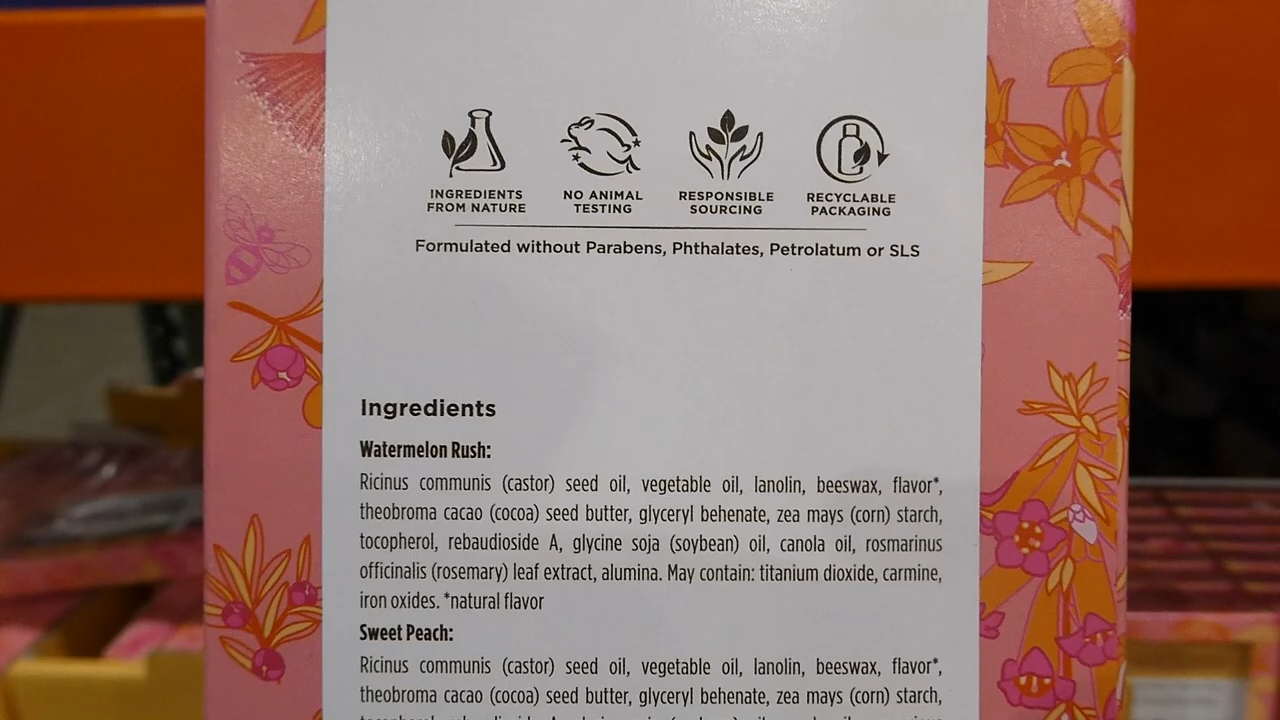 INGREDIENTS
FROM NATURE
NO ANIMAL
TESTING
RESPONSIBLE
SOURCING
RECYCLABLE
PACKAGING
Formulated without Parabens, Phthalates, Petrolatum or SLS
Ingredients
Watermelon Rush:
Ricinus communis (castor) seed oil, vegetable oil, lanolin, beeswax, flavor*,
theobroma cacao (cocoa) seed butter, glyceryl behenate, zea mays (corn) starch,
tocopherol, rebaudioside A, glycine soja (soybean) oil, canola oil, rosmarinus
officinalis (rosemary) leaf extract, alumina. May contain: titanium dioxide, carmine,
iron oxides. *natural flavor
Sweet Peach:
Ricinus communis (castor) seed oil, vegetable oil, lanolin, beeswax, flavor*,
theobroma cacao (cocoa) seed butter, glyceryl behenate, zea mays (corn) starch,